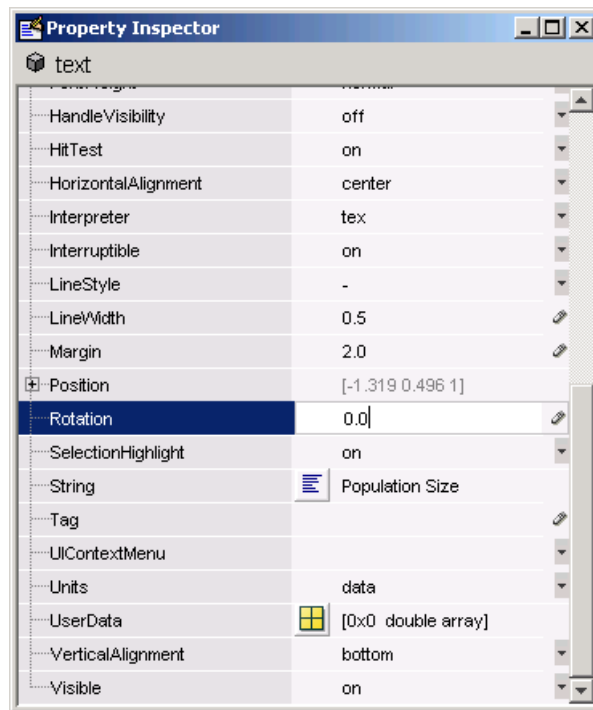 Property Inspector
text
HandleVisibility off
HitTest on
HorizontalAlignment center
Interpreter tex
Interruptible on
LineStyle -
LineWidth 0.5
Margin 2.0
Position [-1.319 0.496 1]
Rotation 0.0
SelectionHighlight on
String Population Size
Tag
UIContextMenu
Units data
UserData [0x0 double array]
VerticalAlignment bottom
Visible on